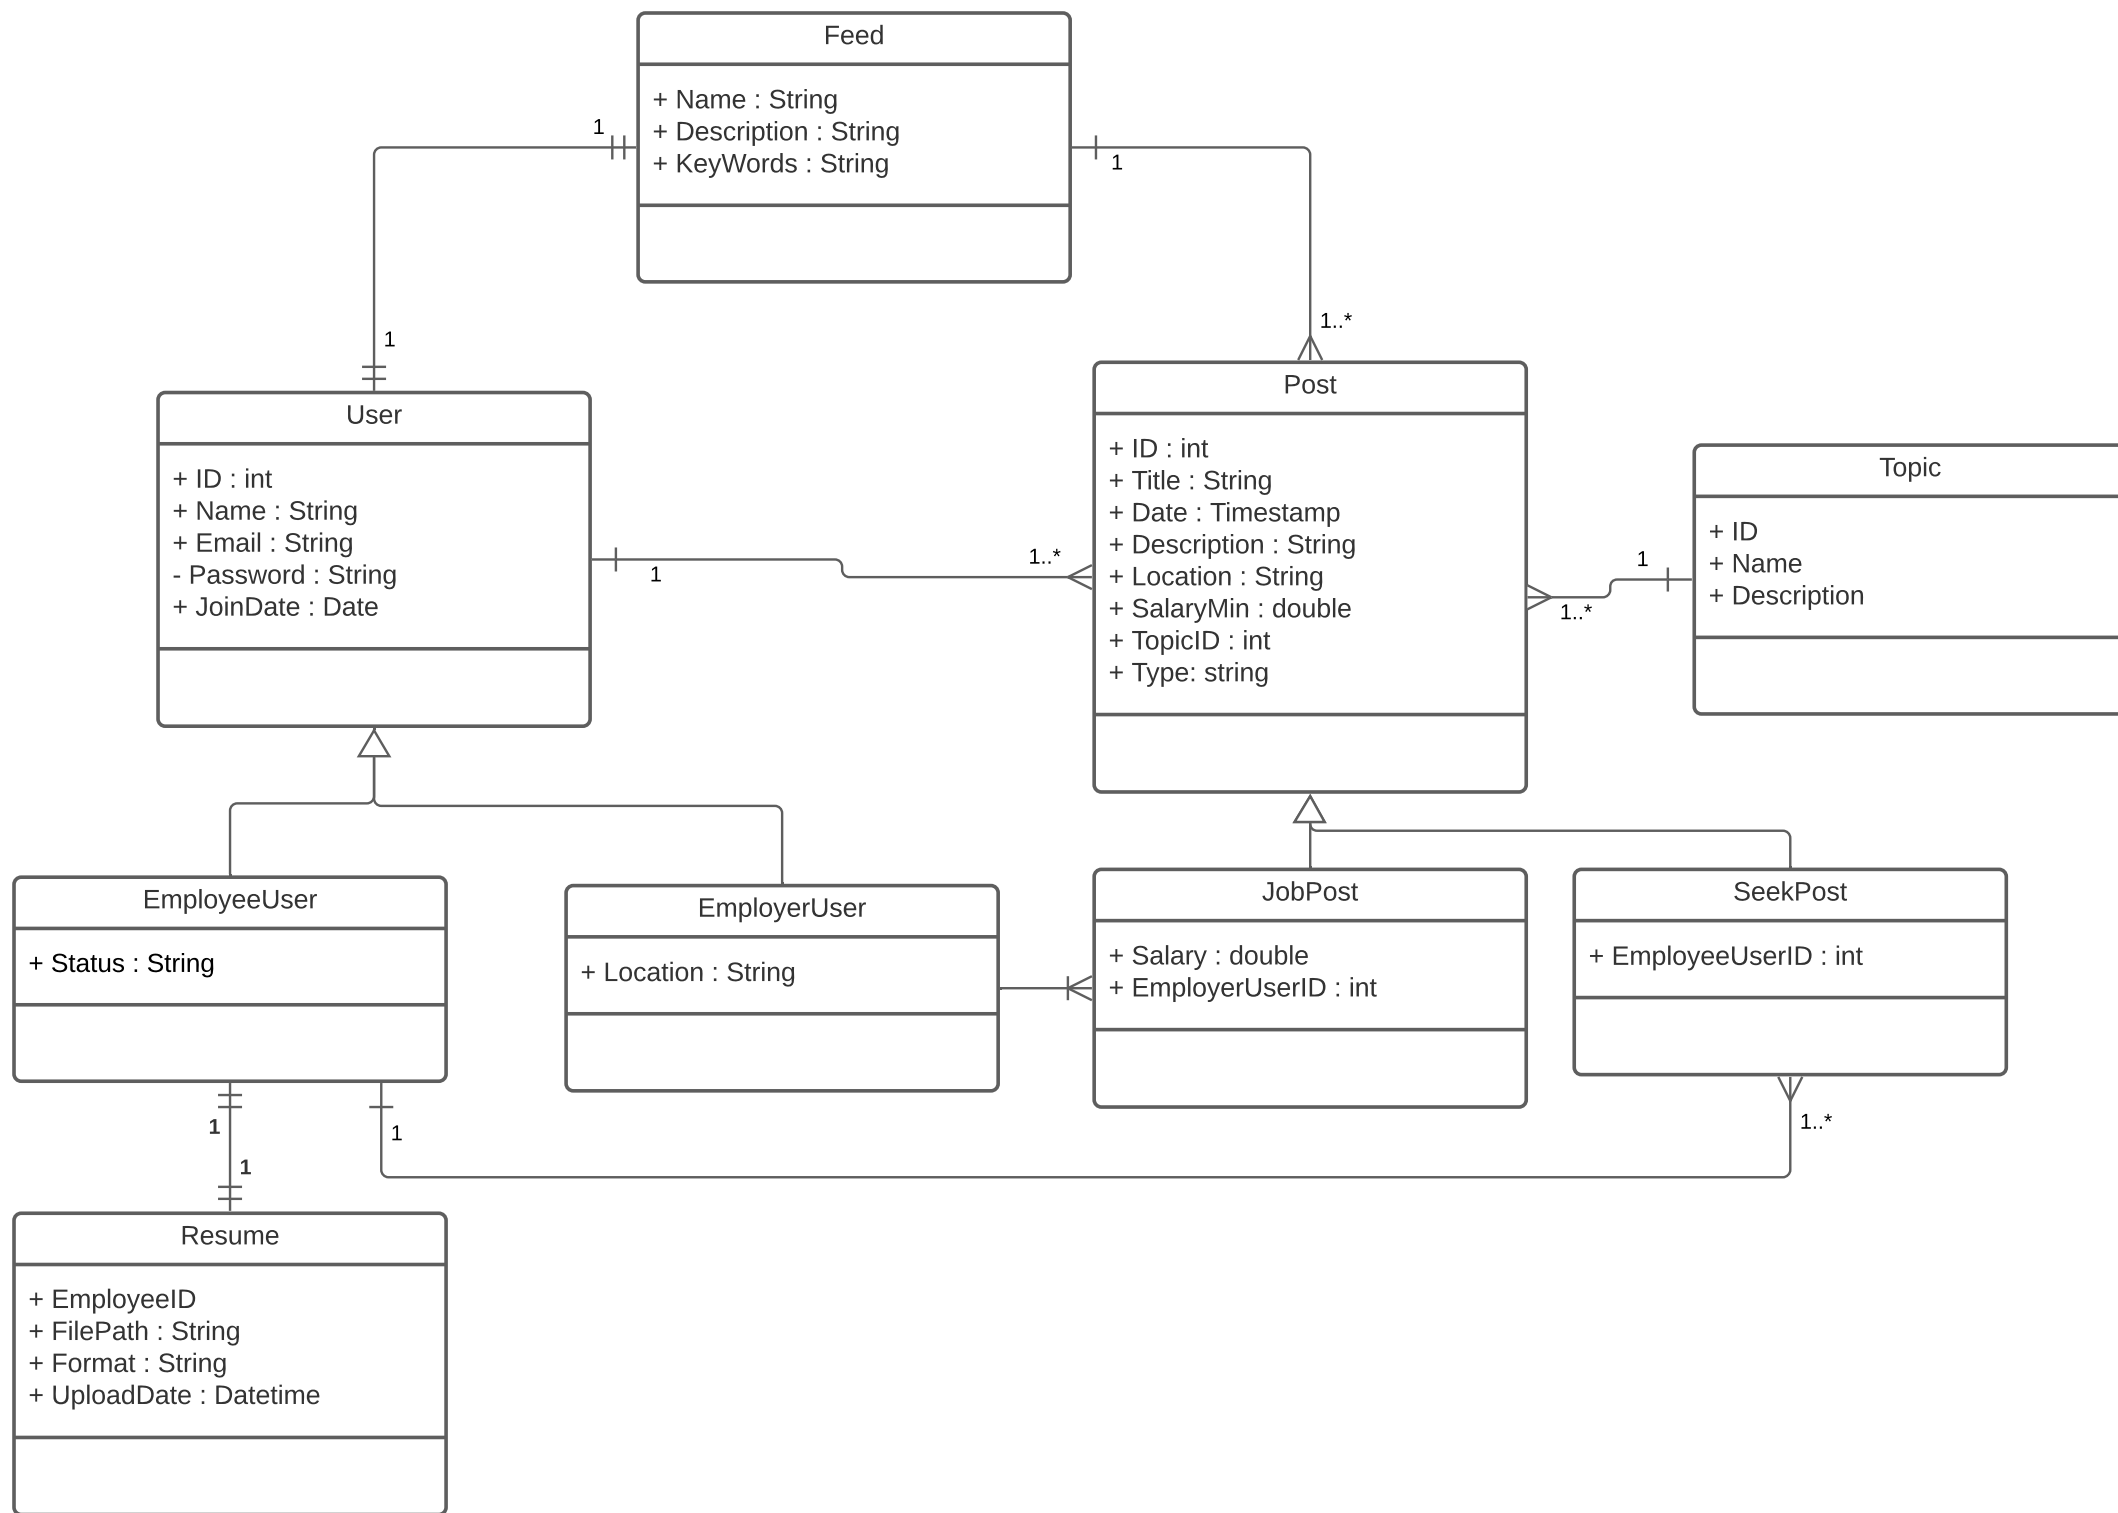 Feed
+ Name : String
+ Description : String
+ KeyWords : String
1
1
1
1..*
User
+ ID : int
+ Name : String
+ Email : String
- Password : String
+ JoinDate : Date
1
1..*
Post
+ ID : int
+ Title : String
+ Date : Timestamp
+ Description : String
+ Location : String
+ SalaryMin : double
+ TopicID : int
+ Type: string
1..*
1
Topic
+ ID
+ Name
+ Description
EmployeeUser
+ Status : String
EmployerUser
+ Location : String
JobPost
+ Salary : double
+ EmployerUserID : int
SeekPost
+ EmployeeUserID : int
1
1
1
1..*
Resume
+ EmployeeID
+ FilePath : String
+ Format : String
+ UploadDate : Datetime